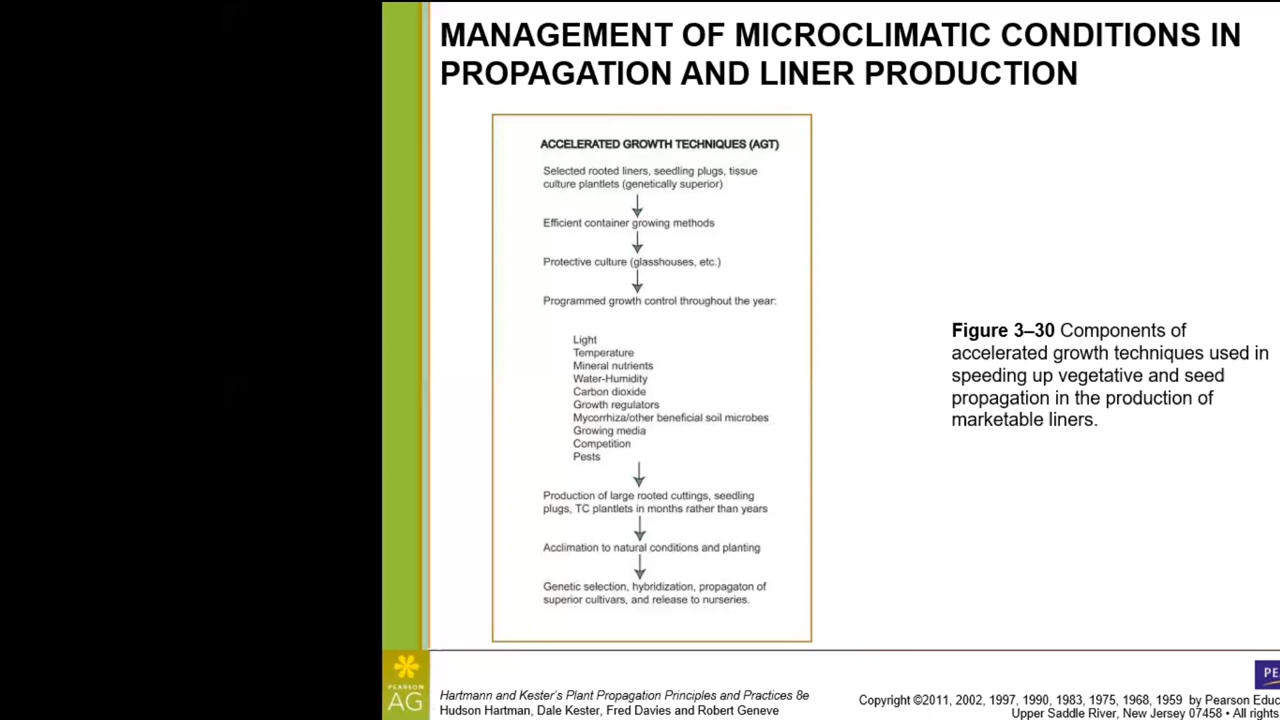 MANAGEMENT OF MICROCLIMATIC CONDITIONS IN
PROPAGATION AND LINER PRODUCTION
ACCELERATED GROWTH TECHNIQUES (AGT)
Selected rooted liners, seedling plugs, tissue
culture plantlets (genetically superior)
Efficient container growing methods
Protective culture (glasshouses, etc.)
Programmed growth control throughout the year:
Light
Temperature
Mineral nutrients
Water-Humidity
Carbon dioxide
Growth regulators
Mycorrhiza/other beneficial soil microbes
Growing media
Competition
Pests
Production of large rooted cuttings, seedling
plugs, TC plantlets in months rather than years
Acclimation to natural conditions and planting
Genetic selection, hybridization, propagaton of
superior cultivars, and release to nurseries.
Figure 3–30 Components of
accelerated growth techniques used in
speeding up vegetative and seed
propagation in the production of
marketable liners.
PEARSON
AG
Hartmann and Kester's Plant Propagation Principles and Practices 8e
Hudson Hartman, Dale Kester, Fred Davies and Robert Geneve
PE
Copyright ©2011, 2002, 1997, 1990, 1983, 1975, 1968, 1959 by Pearson Educ
Upper Saddle River, New Jersey 07458 • All rights